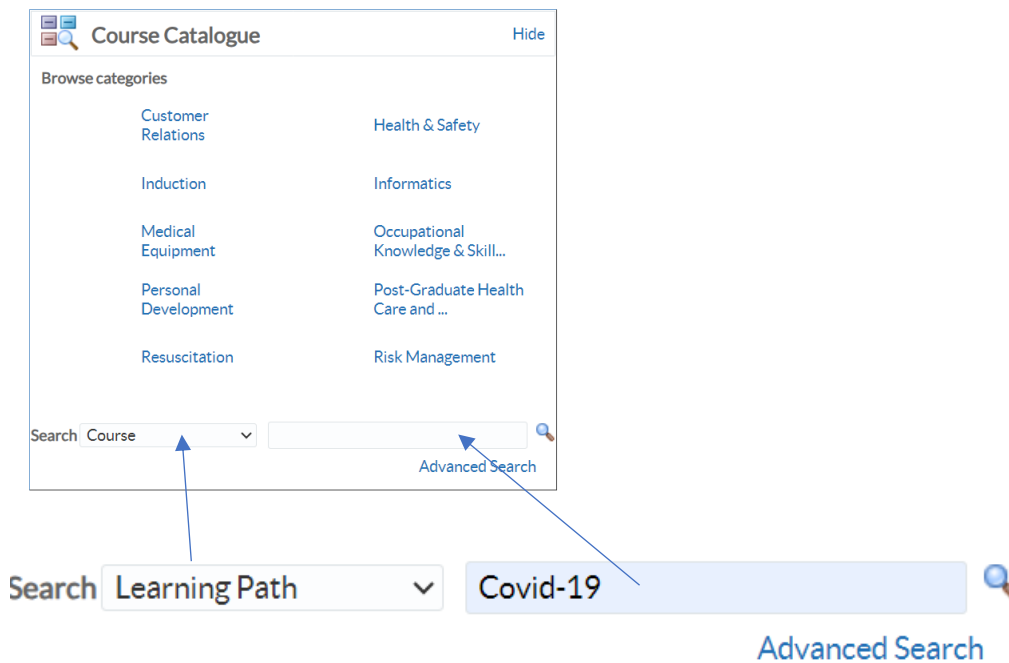 Course Catalogue Hide
Browse categories
Customer
Relations
Health & Safety
Induction
Informatics
Medical
Equipment
Occupational
Knowledge & Skill...
Personal
Development
Post-Graduate Health
Care and ...
Resuscitation
Risk Management
Search Course
Advanced Search
Search Learning Path Covid-19
Advanced Search